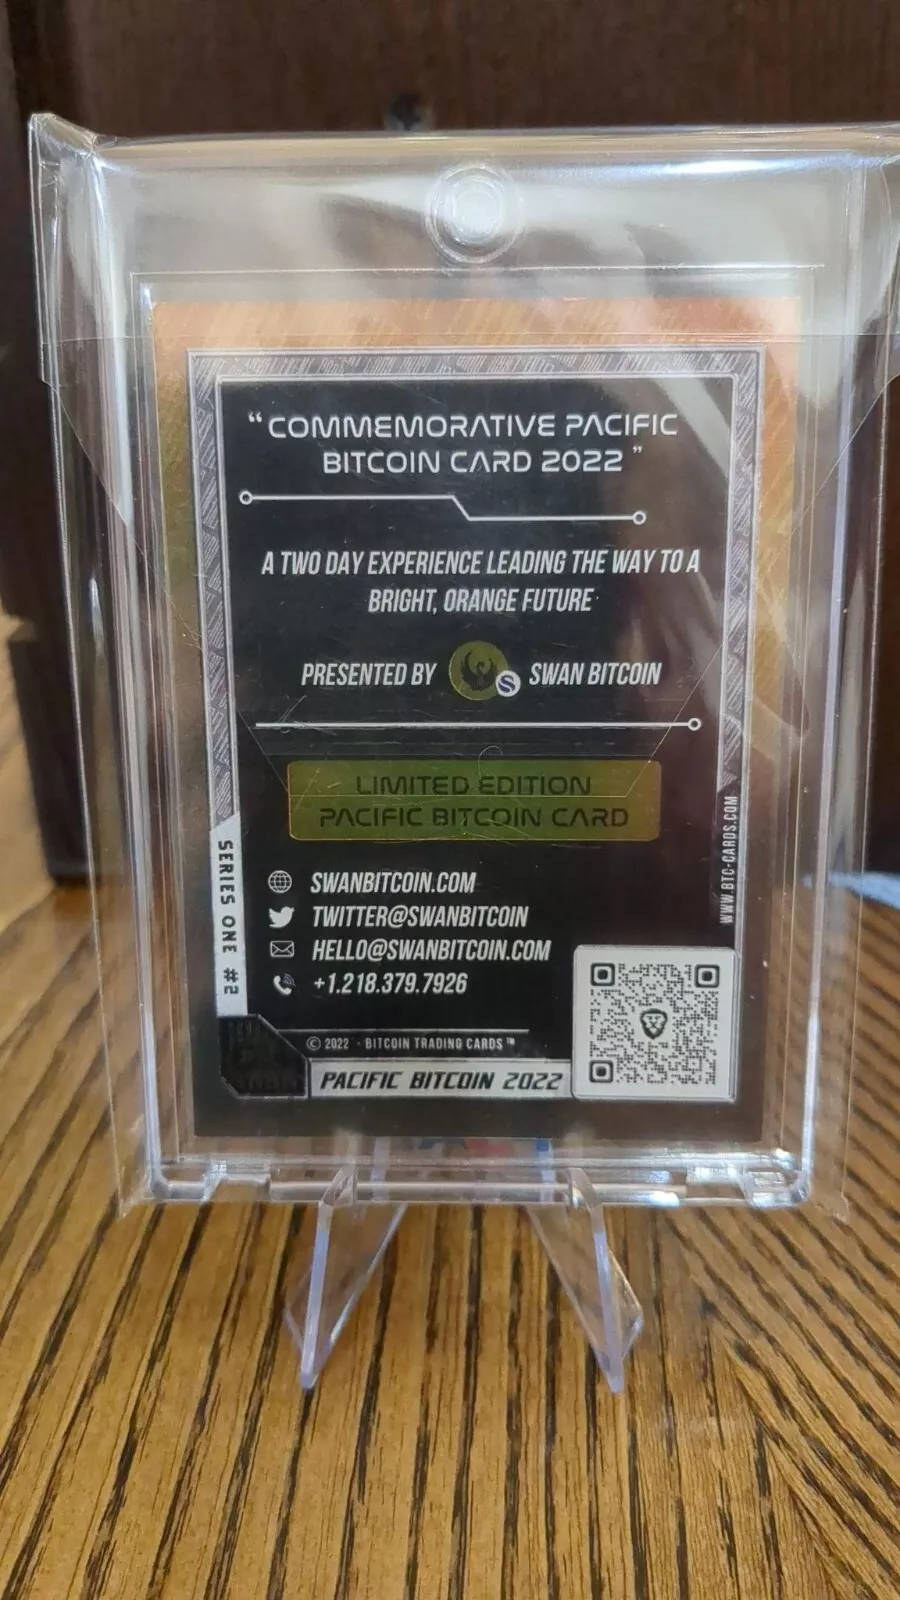 “ COMMEMORATIVE PACIFIC
BITCOIN CARD 2022 ”
A TWO DAY EXPERIENCE LEADING THE WAY TO A
BRIGHT, ORANGE FUTURE
PRESENTED BY S SWAN BITCOIN
LIMITED EDITION
PACIFIC BITCOIN CARD
SWANBITCOIN.COM
TWITTER@SWANBITCOIN
HELLO@SWANBITCOIN.COM
+1.218.379.7926
SERIES ONE #2
WWW.BTC-CARDS.COM
© 2022 - BITCOIN TRADING CARDS™
PACIFIC BITCOIN 2022